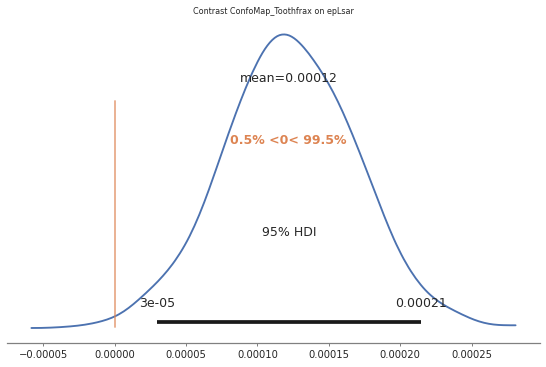 Contrast ConfoMap_Toothfrax on epLsar
mean=0.00012
0.5% <0< 99.5%
95% HDI
3e-05 0.00021
−0.00005 0.00000 0.00005 0.00010 0.00015 0.00020 0.00025